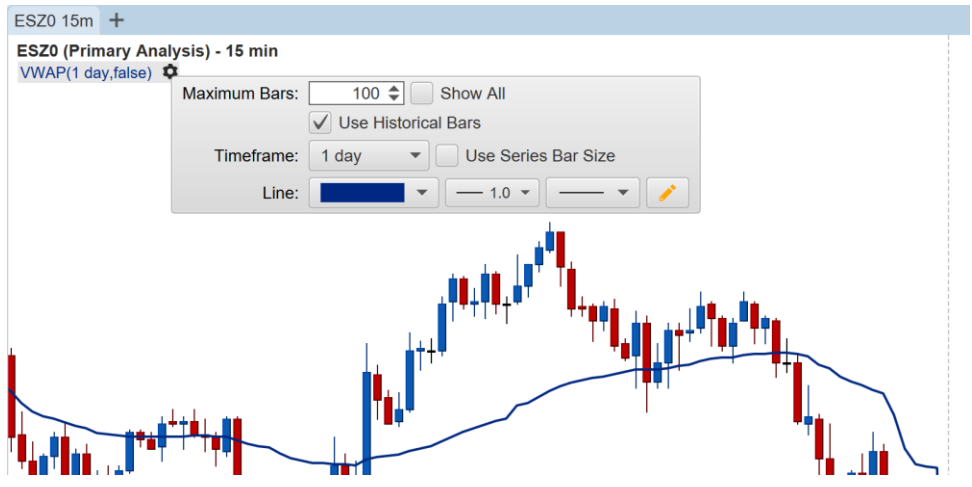 ESZ0 15m +
ESZ0 (Primary Analysis) - 15 min
VWAP(1 day,false)
Maximum Bars: 100 Show All
Use Historical Bars
Timeframe: 1 day Use Series Bar Size
Line: 1.0